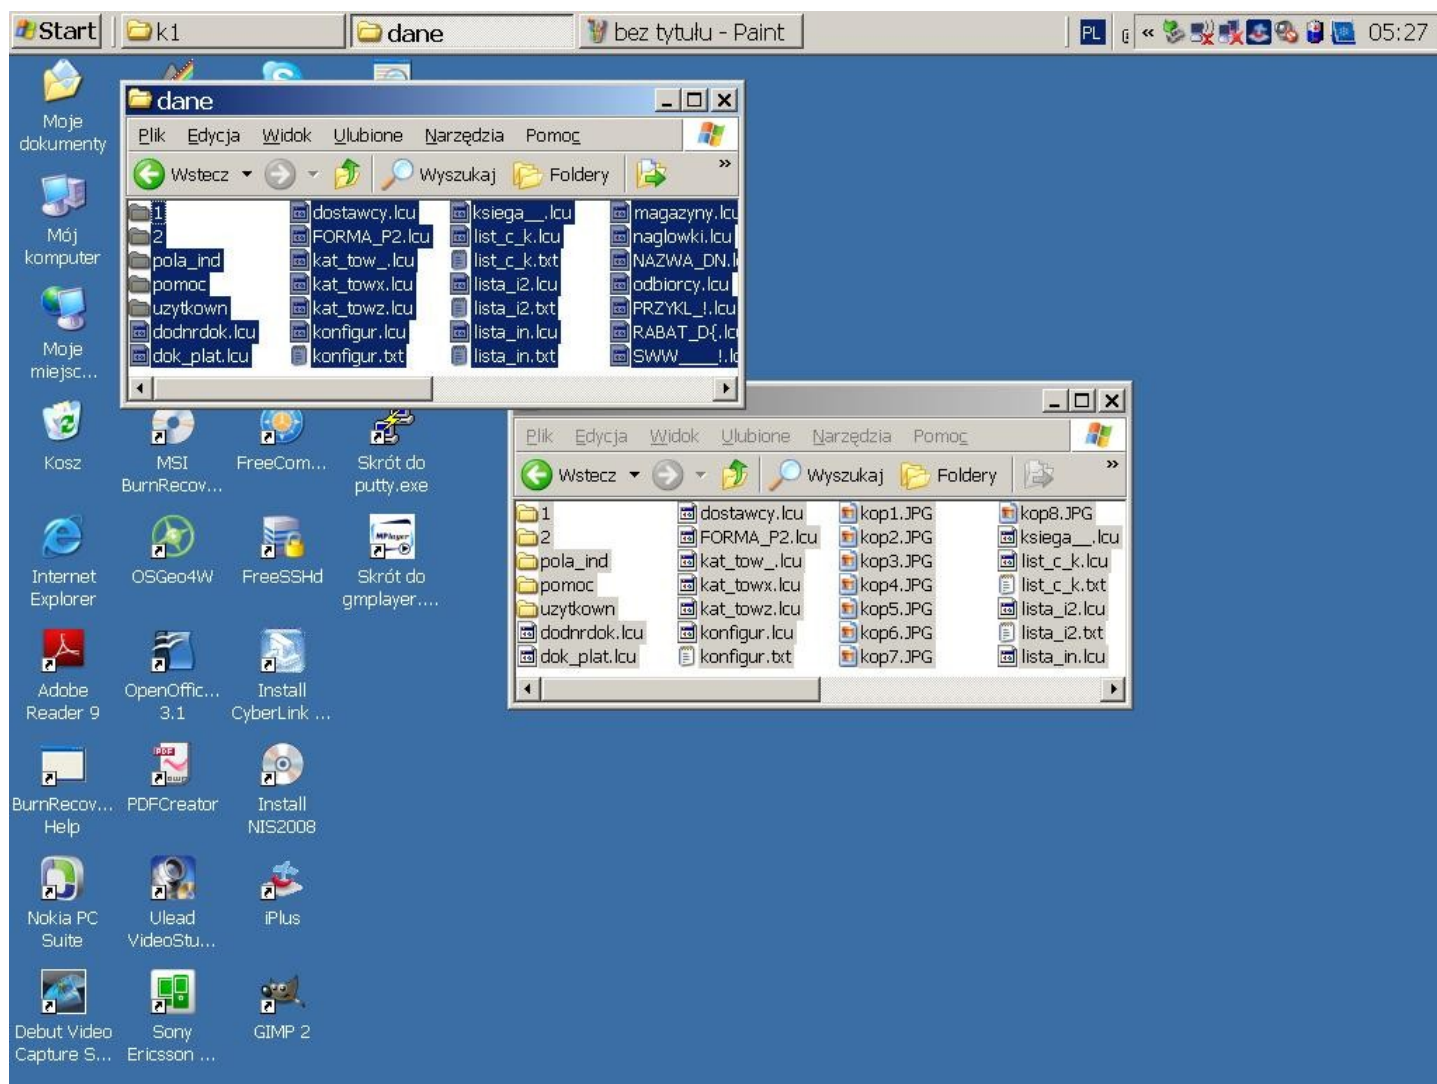 Start
k1
dane
bez tytułu - Paint
PL
«
05:27
Moje
dokumenty
Mój
komputer
Moje
miejsc...
Kosz
Internet
Explorer
Adobe
Reader 9
BurnRecov...
Help
Nokia PC
Suite
Debut Video
Capture S...
MSI
BurnRecov...
OSGeo4W
OpenOffic...
3.1
PDFCreator
Ulead
VideoStu...
Sony
Ericsson ...
FreeCom...
FreeSSHd
Install
CyberLink ...
Install
NIS2008
iPlus
GIMP 2
Skrót do
putty.exe
MPlayer
Skrót do
gmplayer....
dane
Plik Edycja Widok Ulubione Narzędzia Pomoc
Wstecz Wyszukaj Foldery »
1
2
pola_ind
pomoc
uzytkown
dodnrdok.lcu
dok_plat.lcu
dostawcy.lcu
FORMA_P2.lcu
kat_tow_.lcu
kat_towx.lcu
kat_towz.lcu
konfigur.lcu
konfigur.txt
ksiega__.lcu
list_c_k.lcu
list_c_k.txt
lista_i2.lcu
lista_i2.txt
lista_in.lcu
lista_in.txt
magazyny.lcu
naglowki.lcu
NAZWA_DN.l
odbiorcy.lcu
PRZYKL_!.lcu
RABAT_D{.lc
SWW____!.lc
Plik Edycja Widok Ulubione Narzędzia Pomoc
Wstecz Wyszukaj Foldery »
1
2
pola_ind
pomoc
uzytkown
dodnrdok.lcu
dok_plat.lcu
dostawcy.lcu
FORMA_P2.lcu
kat_tow_.lcu
kat_towx.lcu
kat_towz.lcu
konfigur.lcu
konfigur.txt
kop1.JPG
kop2.JPG
kop3.JPG
kop4.JPG
kop5.JPG
kop6.JPG
kop7.JPG
kop8.JPG
ksiega__.lcu
list_c_k.lcu
list_c_k.txt
lista_i2.lcu
lista_i2.txt
lista_in.lcu